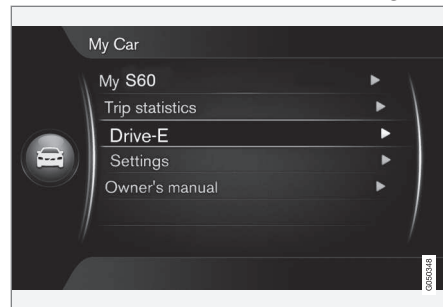 My Car
My S60
Trip statistics
Drive-E
Settings
Owner's manual
G050348